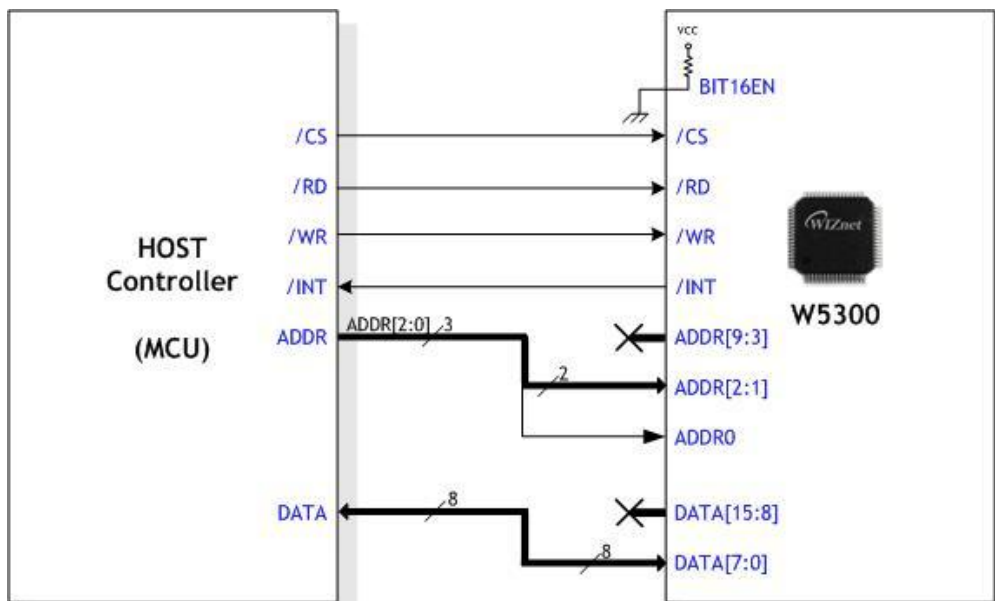 vcc
BIT16EN
/CS
/CS
/RD
/RD
/WR
/WR
HOST
Controller
(MCU)
WIZnet
W5300
/INT
/INT
ADDR
ADDR[2:0]
3
ADDR[9:3]
2
ADDR[2:1]
ADDR0
DATA
8
DATA[15:8]
8
DATA[7:0]